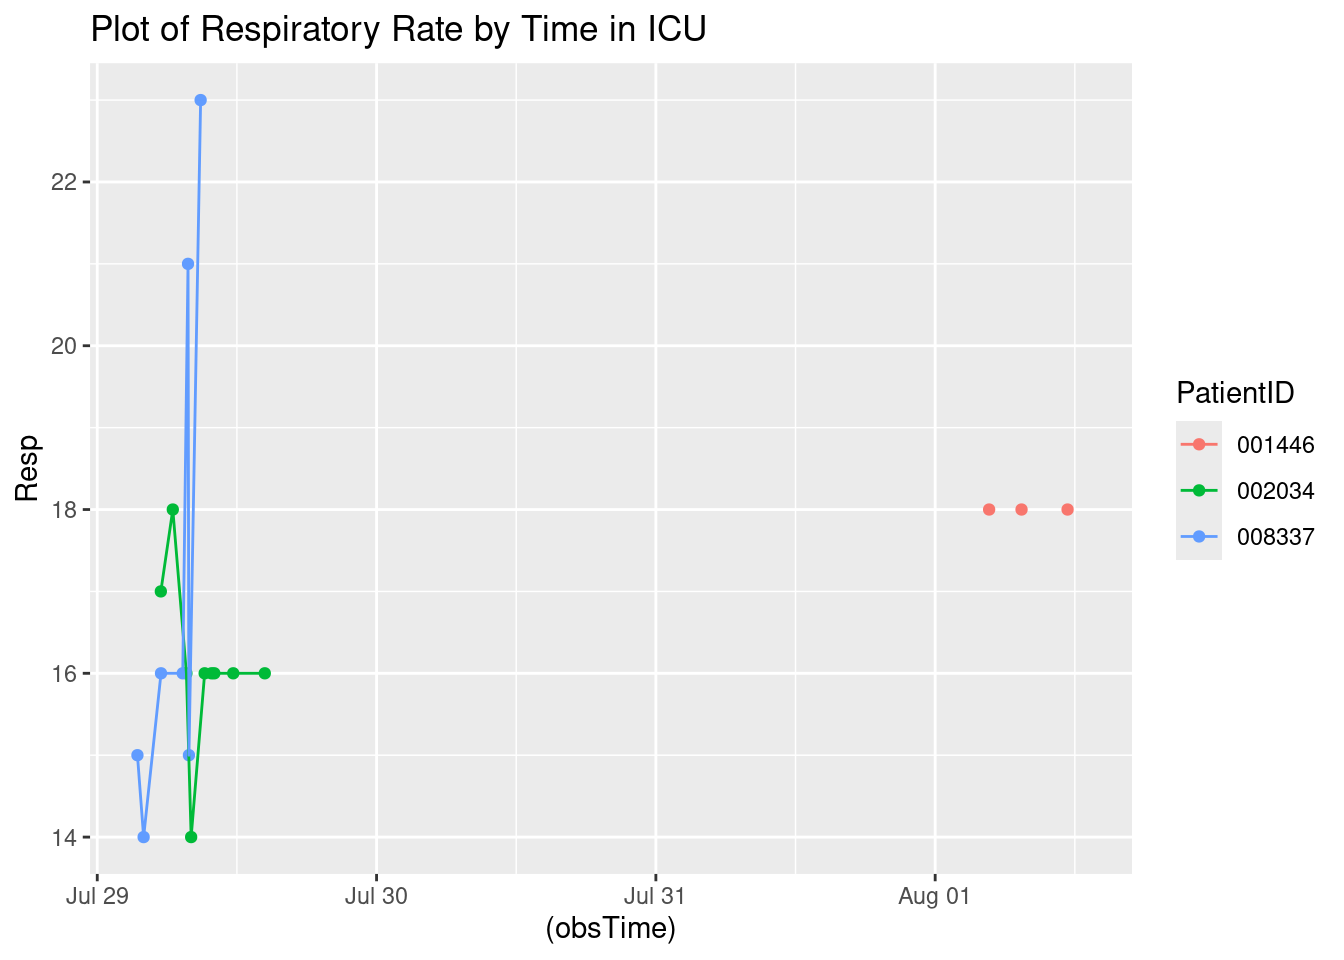 Plot of Respiratory Rate by Time in ICU
22
20
18
16
14
Resp
Jul 29 Jul 30 Jul 31 Aug 01
(obsTime)
PatientID
001446
002034
008337